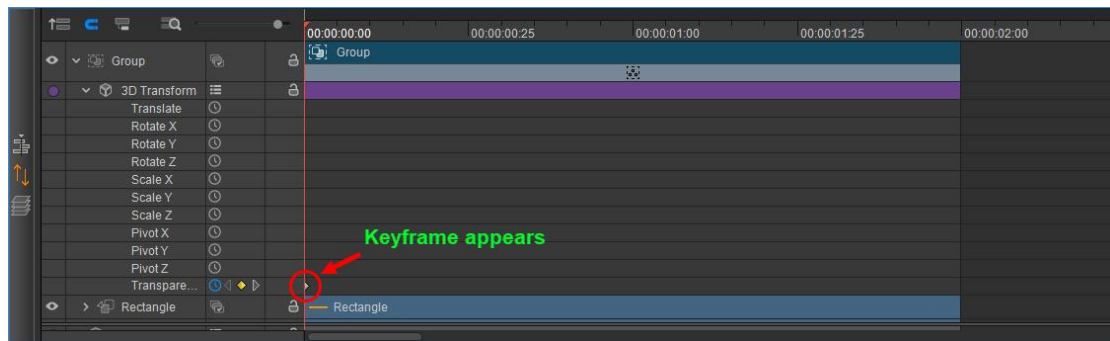 00:00:00:00 00:00:00:25 00:00:01:00 00:00:01:25 00:00:02:00
Group Group
3D Transform
Translate
Rotate X
Rotate Y
Rotate Z
Scale X
Scale Y
Scale Z
Pivot X
Pivot Y
Keyframe appears
Pivot Z
Transpare...
Rectangle Rectangle